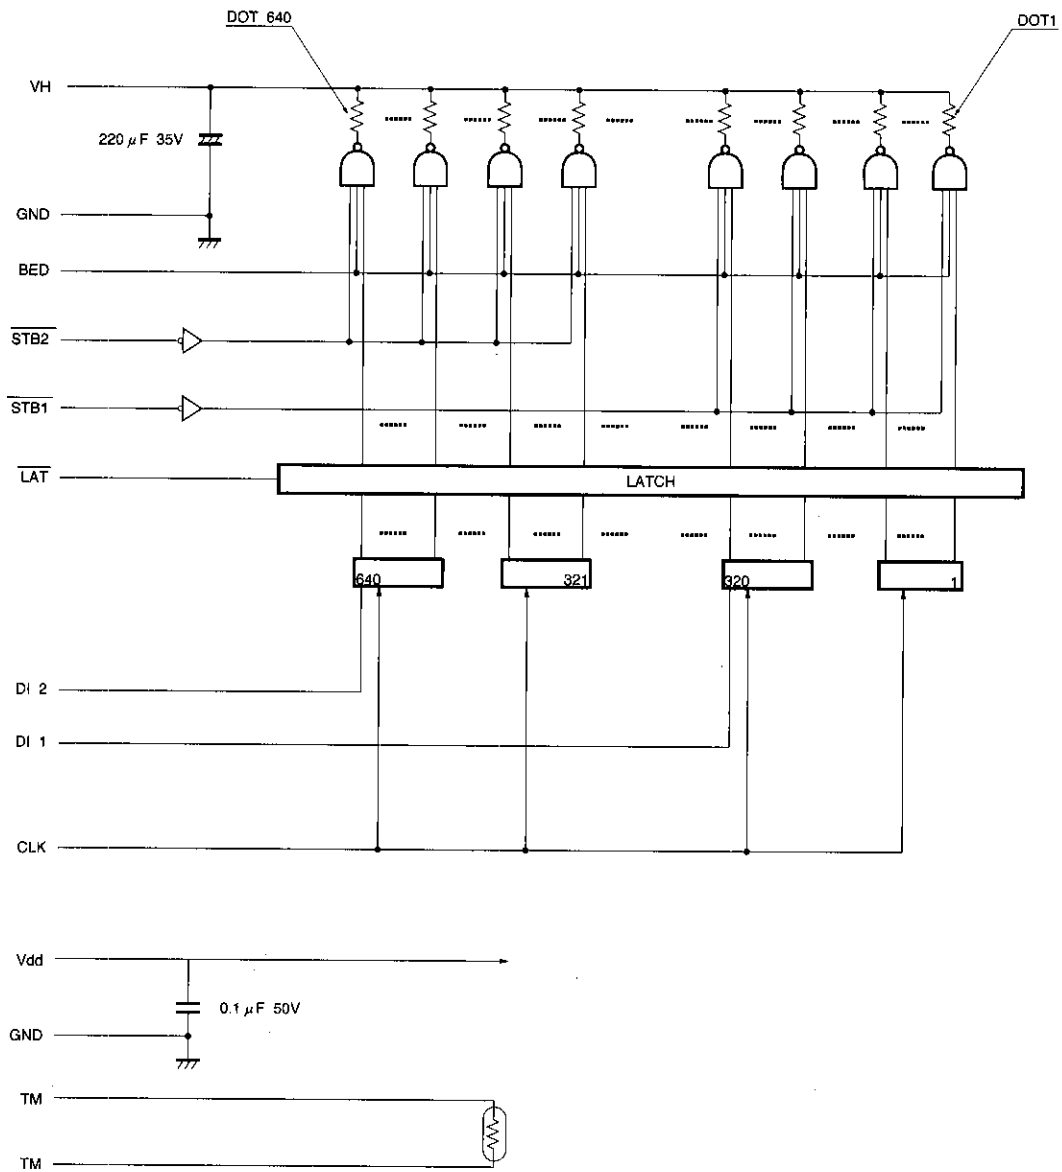 DOT 640
DOT1
VH
220 μF 35V
GND
BED
STB2
STB1
LAT
LATCH
640
321
320
1
DI 2
DI 1
CLK
Vdd
0.1 μF 50V
GND
TM
TM